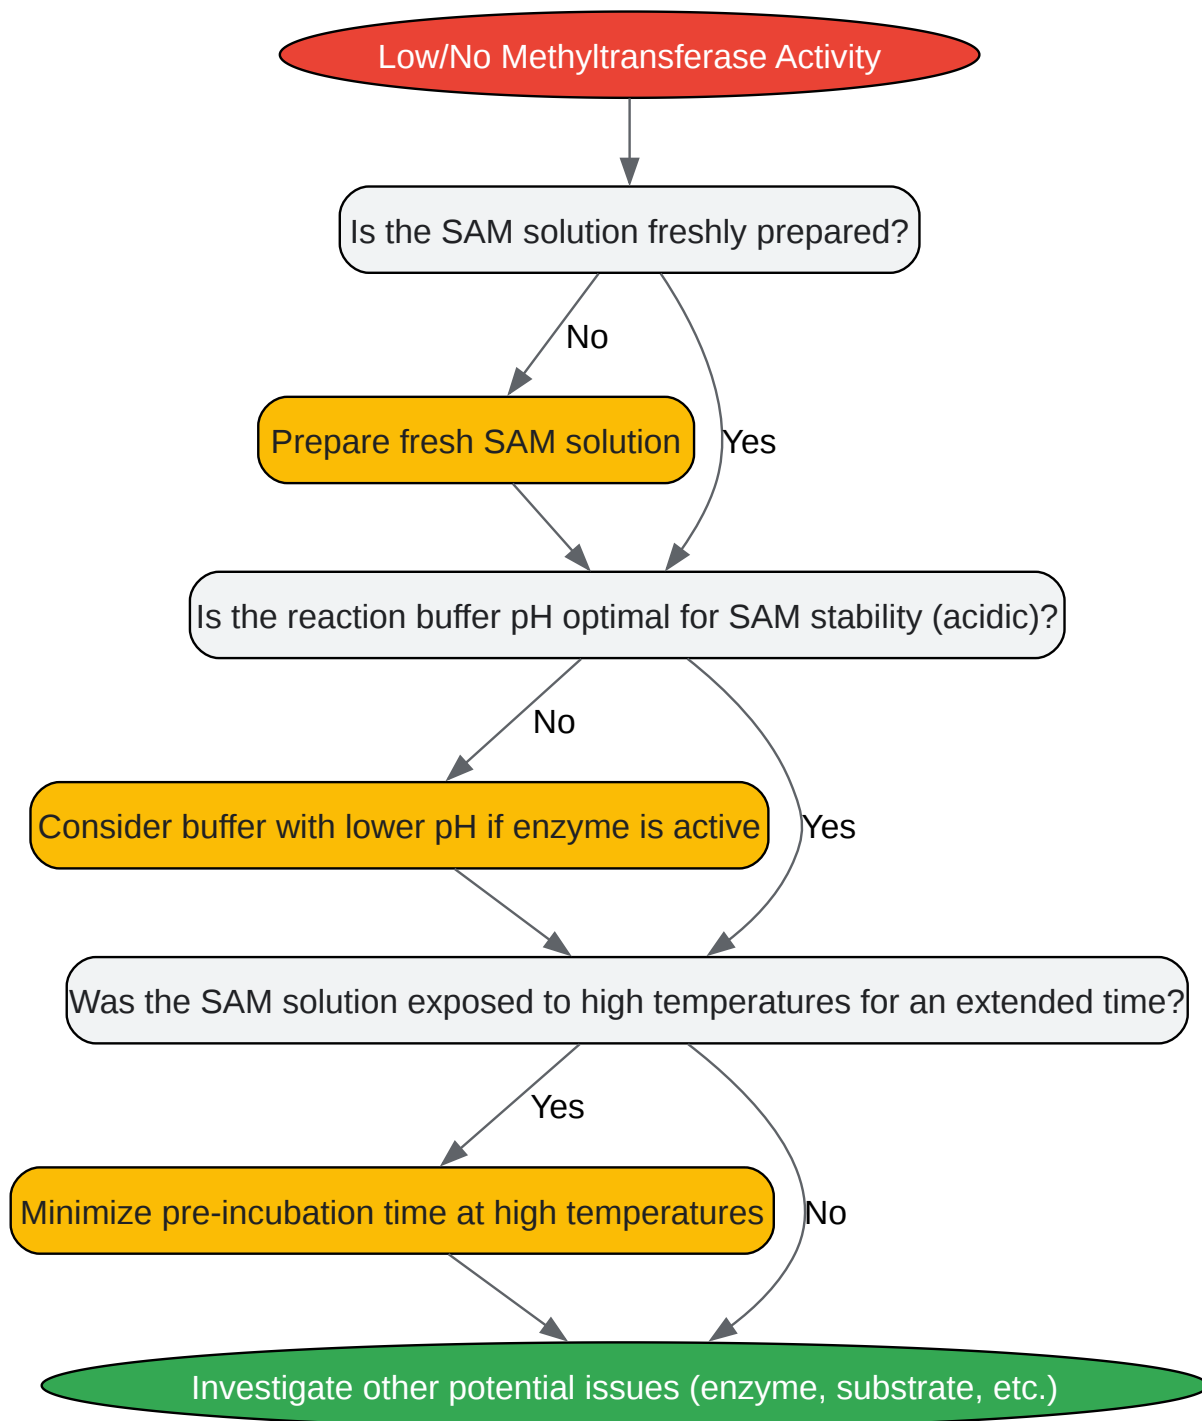 Low/No Methyltransferase Activity
Is the SAM solution freshly prepared?
No
Prepare fresh SAM solution
Yes
Is the reaction buffer pH optimal for SAM stability (acidic)?
No
Consider buffer with lower pH if enzyme is active
Yes
Was the SAM solution exposed to high temperatures for an extended time?
Yes
Minimize pre-incubation time at high temperatures
No
Investigate other potential issues (enzyme, substrate, etc.)